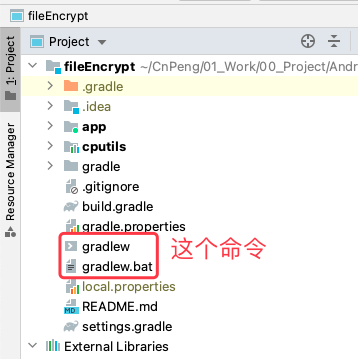 fileEncrypt
1: Project
Resource Manager
Project
fileEncrypt ~/CnPeng/01_Work/00_Project/Andr
.gradle
.idea
app
cputils
gradle
.gitignore
build.gradle
gradle.properties
gradlew
gradlew.bat
这个命令
local.properties
README.md
settings.gradle
External Libraries